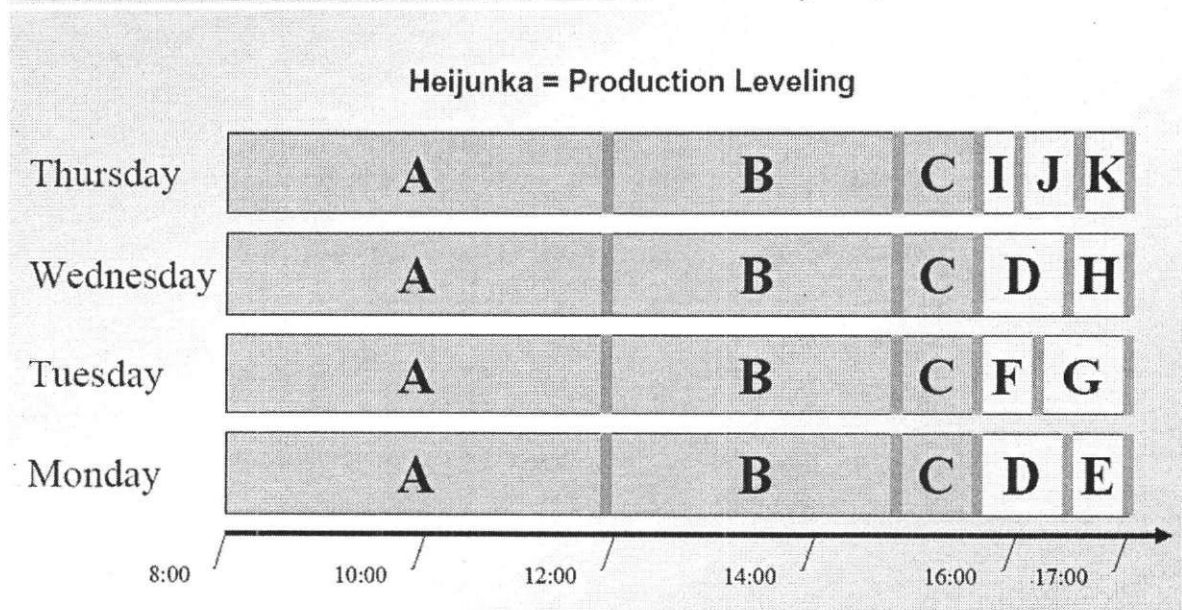 Heijunka = Production Leveling
Thursday A B C I J K
Wednesday A B C D H
Tuesday A B C F G
Monday A B C D E
8:00 10:00 12:00 14:00 16:00 17:00